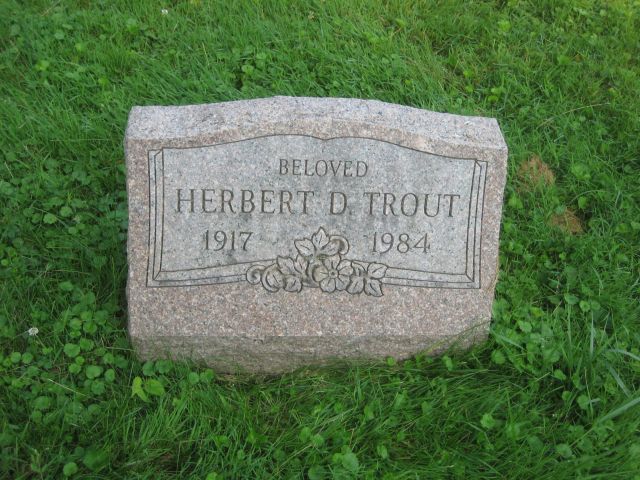 BELOVED
HERBERT D. TROUT
1917 1984